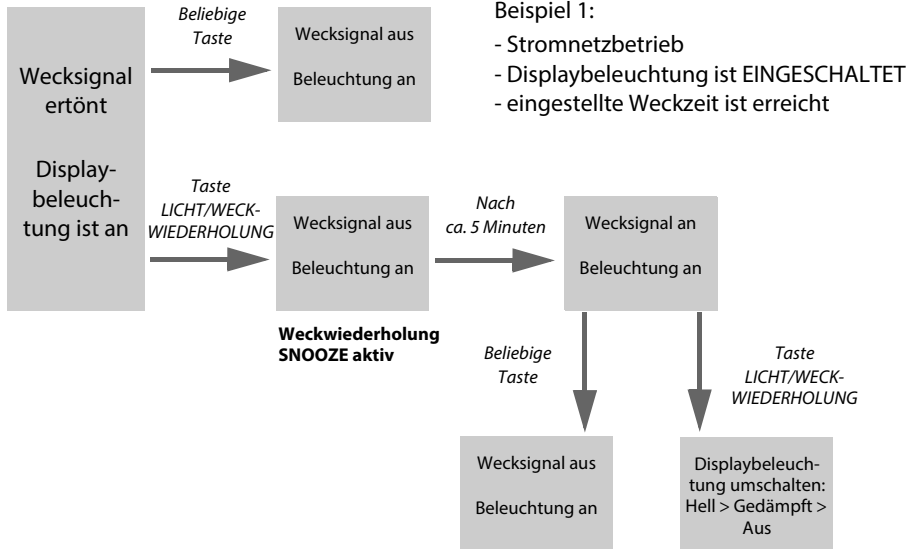 Beispiel 1:
- Stromnetzbetrieb
- Displaybeleuchtung ist EINGESCHALTET
- eingestellte Weckzeit ist erreicht
Wecksignal
ertönt
Display-
beleuch-
tung ist an
Beliebige
Taste
Wecksignal aus
Beleuchtung an
Taste
LICHT/WECK-
WIEDERHOLUNG
Wecksignal aus
Beleuchtung an
Weckwiederholung
SNOOZE aktiv
Nach
ca. 5 Minuten
Wecksignal an
Beleuchtung an
Beliebige
Taste
Wecksignal aus
Beleuchtung an
Taste
LICHT/WECK-
WIEDERHOLUNG
Displaybeleuch-
tung umschalten:
Hell > Gedämpft >
Aus